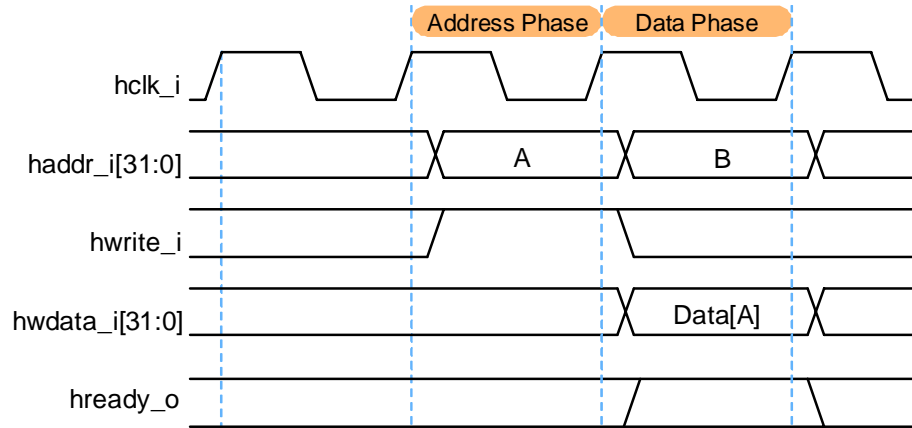 Address Phase Data Phase
hclk_i
haddr_i[31:0] A B
hwrite_i
hwdata_i[31:0] Data[A]
hready_o